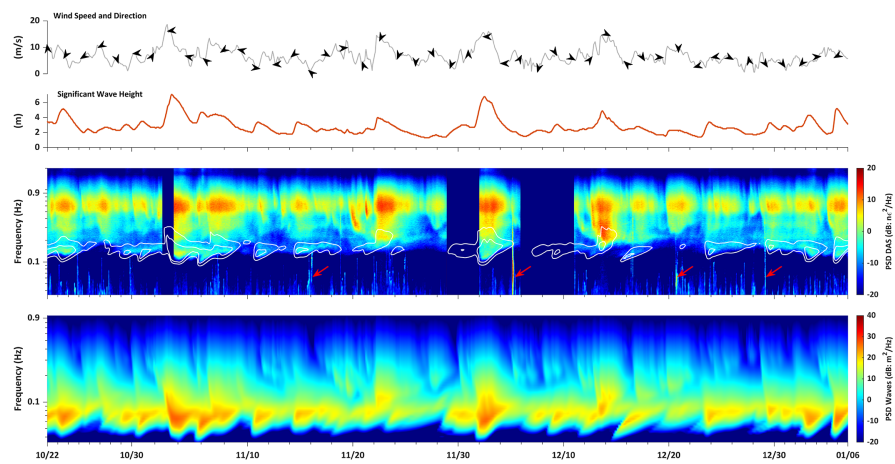 Wind Speed and Direction
20
10
0
(m/s)
Significant Wave Height
6
4
2
0
(m)
0.9
0.1
Frequency (Hz)
20
10
0
-10
-20
PSD DAS (dB: m²/Hz)
0.9
0.1
Frequency (Hz)
40
30
20
10
0
-10
-20
PSD Waves (dB: m²/Hz)
10/22 10/30 11/10 11/20 11/30 12/10 12/20 12/30 01/06